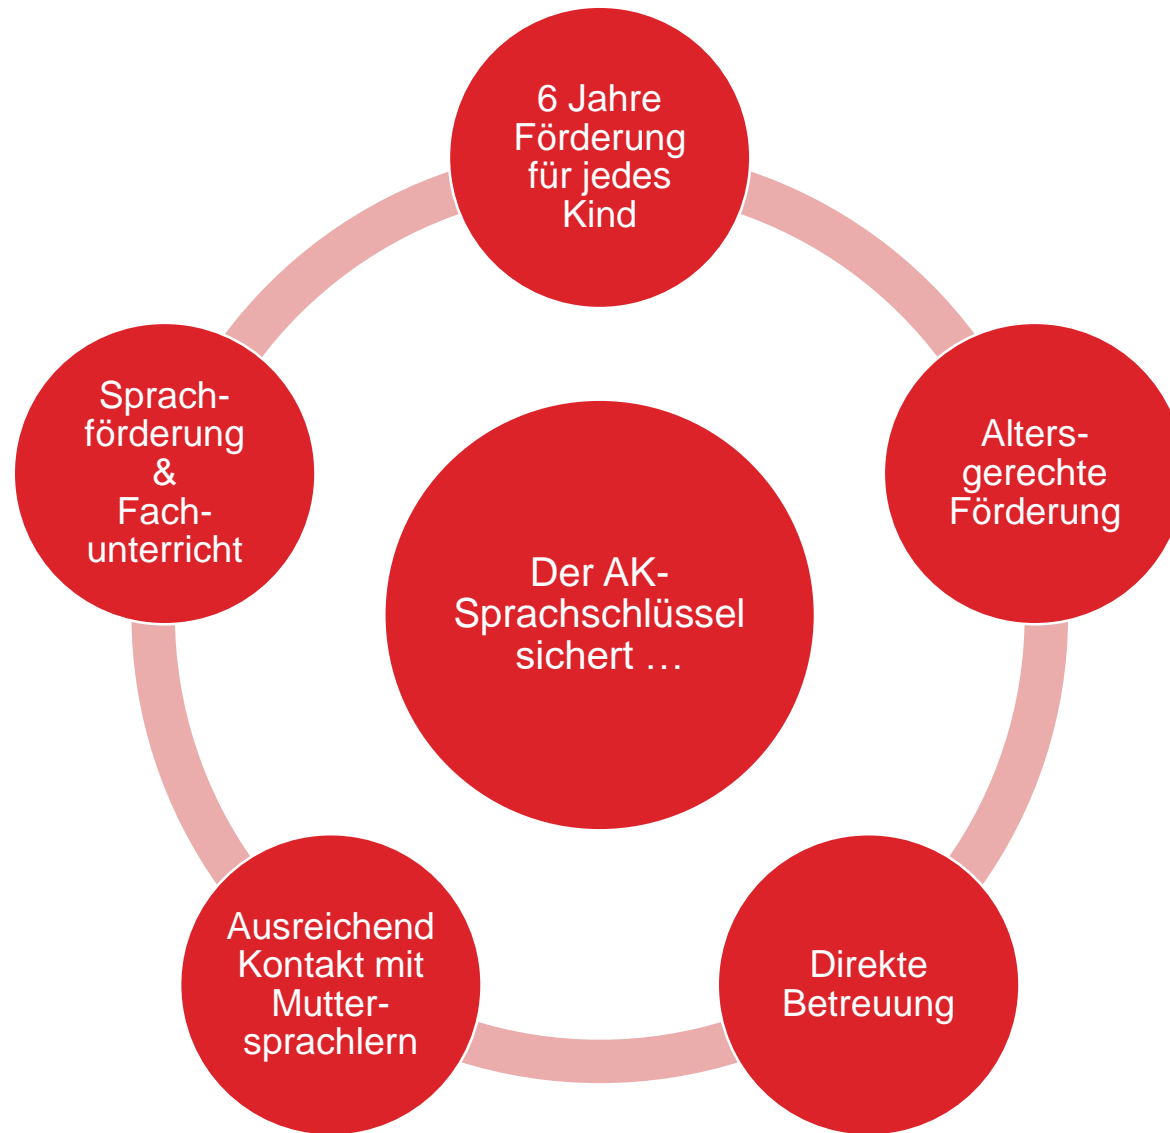 6 Jahre
Förderung
für jedes
Kind
Alters-
gerechte
Förderung
Direkte
Betreuung
Ausreichend
Kontakt mit
Mutter-
sprachlern
Sprach-
förderung
&
Fach-
unterricht
Der AK-
Sprachschlüssel
sichert …